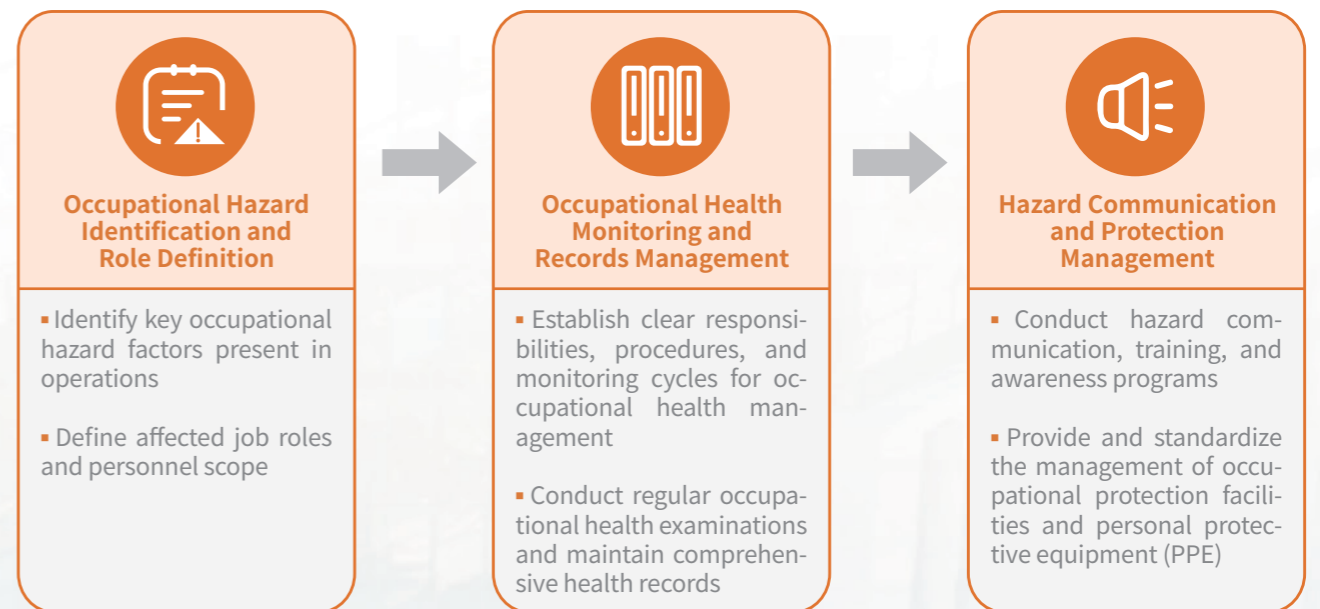 Occupational Hazard
Identification and
Role Definition
▪ Identify key occupational
hazard factors present in
operations
▪ Define affected job roles
and personnel scope
Occupational Health
Monitoring and
Records Management
▪ Establish clear responsi-
bilities, procedures, and
monitoring cycles for oc-
cupational health man-
agement
▪ Conduct regular occupa-
tional health examinations
and maintain comprehen-
sive health records
Hazard Communication
and Protection
Management
▪ Conduct hazard com-
munication, training, and
awareness programs
▪ Provide and standardize
the management of occu-
pational protection facili-
ties and personal protec-
tive equipment (PPE)